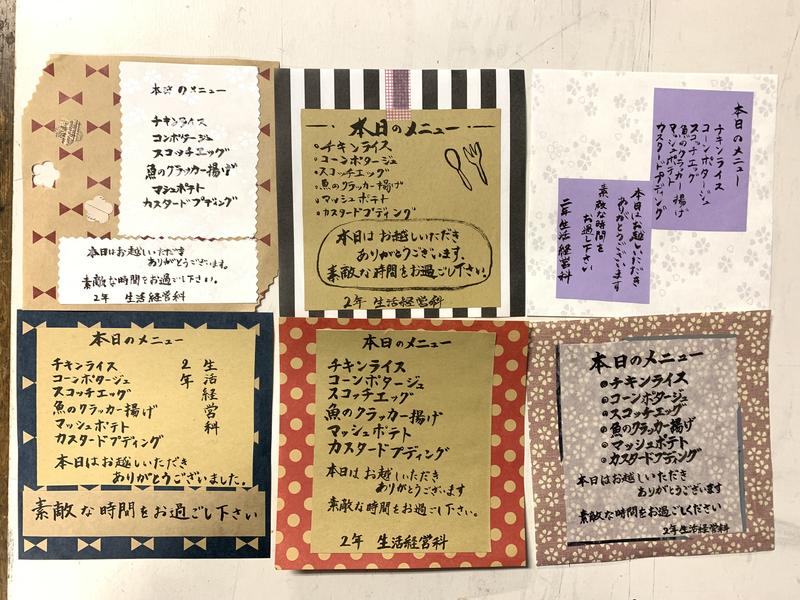 本日のメニュー
チキンライス
コンポタージュ
スコッチエッグ
魚のクラッカー揚げ
マシュポテト
カスタードプディング
本日はお越しいただき
ありがとうございます。
素敵な時間をお過ごし下さい。
2年 生活経営科
本日のメニュー
・チキンライス
・コーンポタージュ
・スコッチエッグ
・魚のクラッカー揚げ
・マッシュポテト
・カスタードプディング
本日はお越しいただき
ありがとうございます。
素敵な時間をお過ごし下さい。
2年 生活経営科
本日のメニュー
チキンライス
コーンポタージュ
スコッチエッグ
魚のクラッカー揚げ
マッシュポテト
カスタードプディング
本日はお越しいただき
ありがとうございます
素敵な時間を
お過し下さい
二年 生活経営科
本日のメニュー
チキンライス
コーンポタージュ
スコッチエッグ
魚のクラッカー揚げ
マッシュポテト
カスタードプディング
2年
生活経営科
本日はお越しいただき
ありがとうございました。
素敵な時間をお過ごし下さい
本日のメニュー
チキンライス
コーンポタージュ
スコッチエッグ
魚のクラッカー揚げ
マッシュポテト
カスタードプディング
本日はお越しいただき
ありがとうございます
素敵な時間をお過ごし下さい。
2年 生活経営科
本日のメニュー
・チキンライス
・コーンポタージュ
・スコッチエッグ
・魚のクラッカー揚げ
・マッシュポテト
・カスタードプディング
本日はお越しいただき
ありがとうございます
素敵な時間をお過ごしください
2年生活経営科